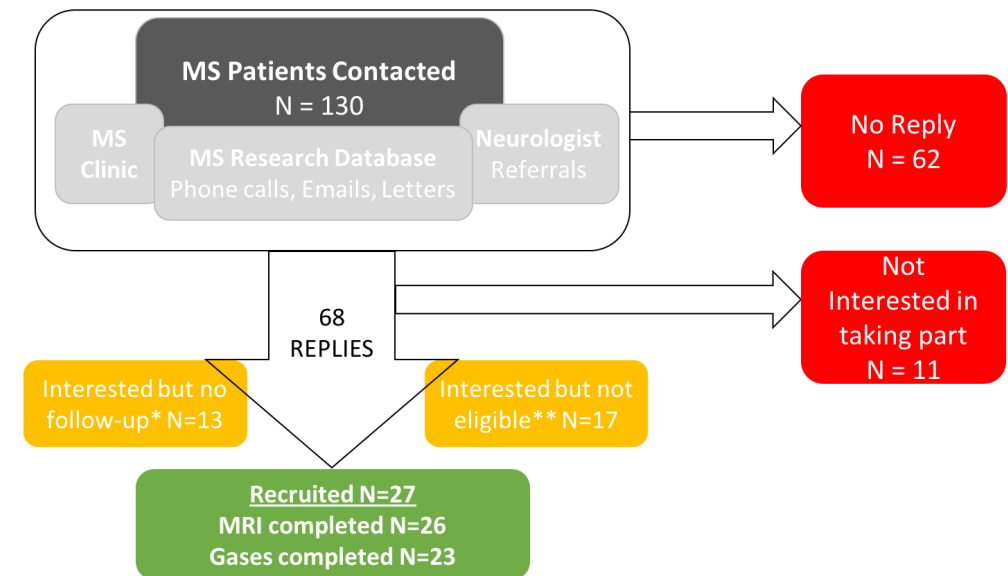 MS Patients Contacted
N = 130
MS
Clinic
MS Research Database
Phone calls, Emails, Letters
Neurologist
Referrals
No Reply
N = 62
Not
Interested in
taking part
N = 11
68
REPLIES
Interested but no
follow-up* N=13
Interested but not
eligible** N=17
Recruited N=27
MRI completed N=26
Gases completed N=23